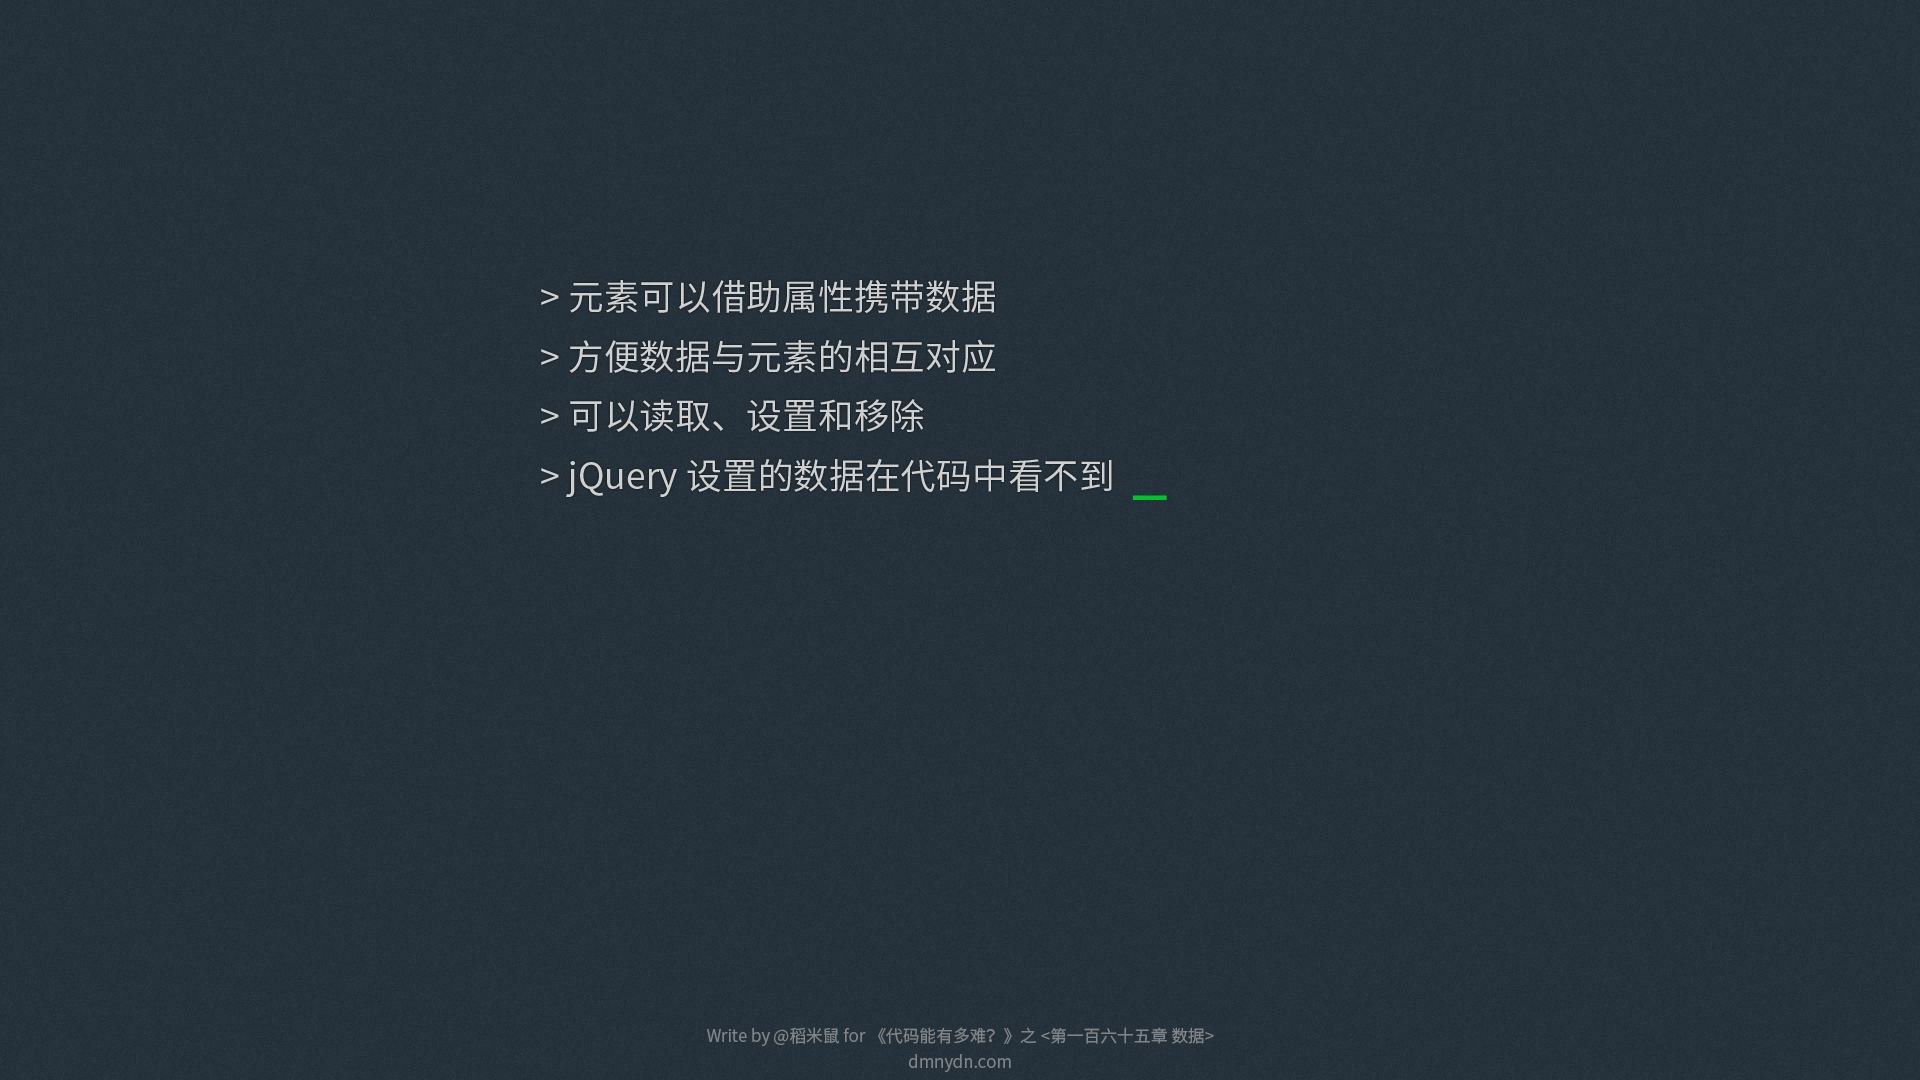 > 元素可以借助属性携带数据
> 方便数据与元素的相互对应
> 可以读取、设置和移除
> jQuery 设置的数据在代码中看不到 _
Write by @稻米鼠 for 《代码能有多难？》之 <第一百六十五章 数据>
dmnydn.com